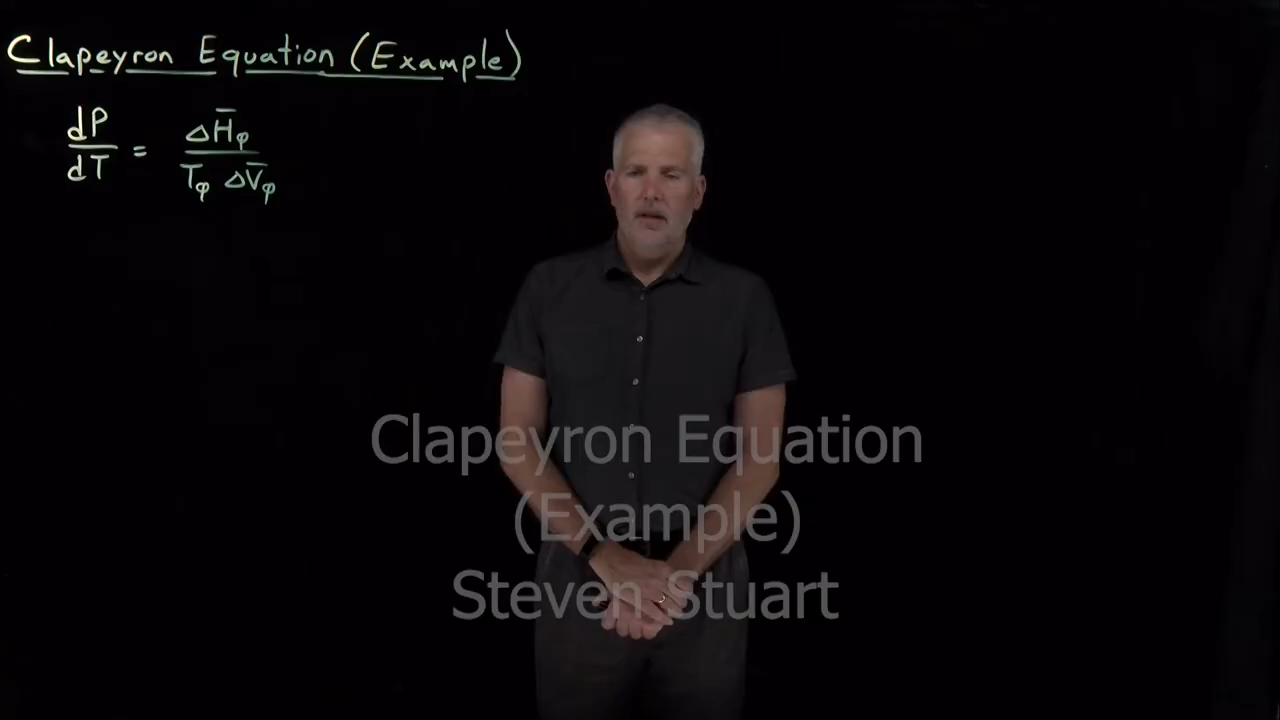 Clapeyron Equation (Example)
dP/dT = ΔH̅φ / Tφ ΔV̅φ
Clapeyron Equation
(Example)
Steven Stuart